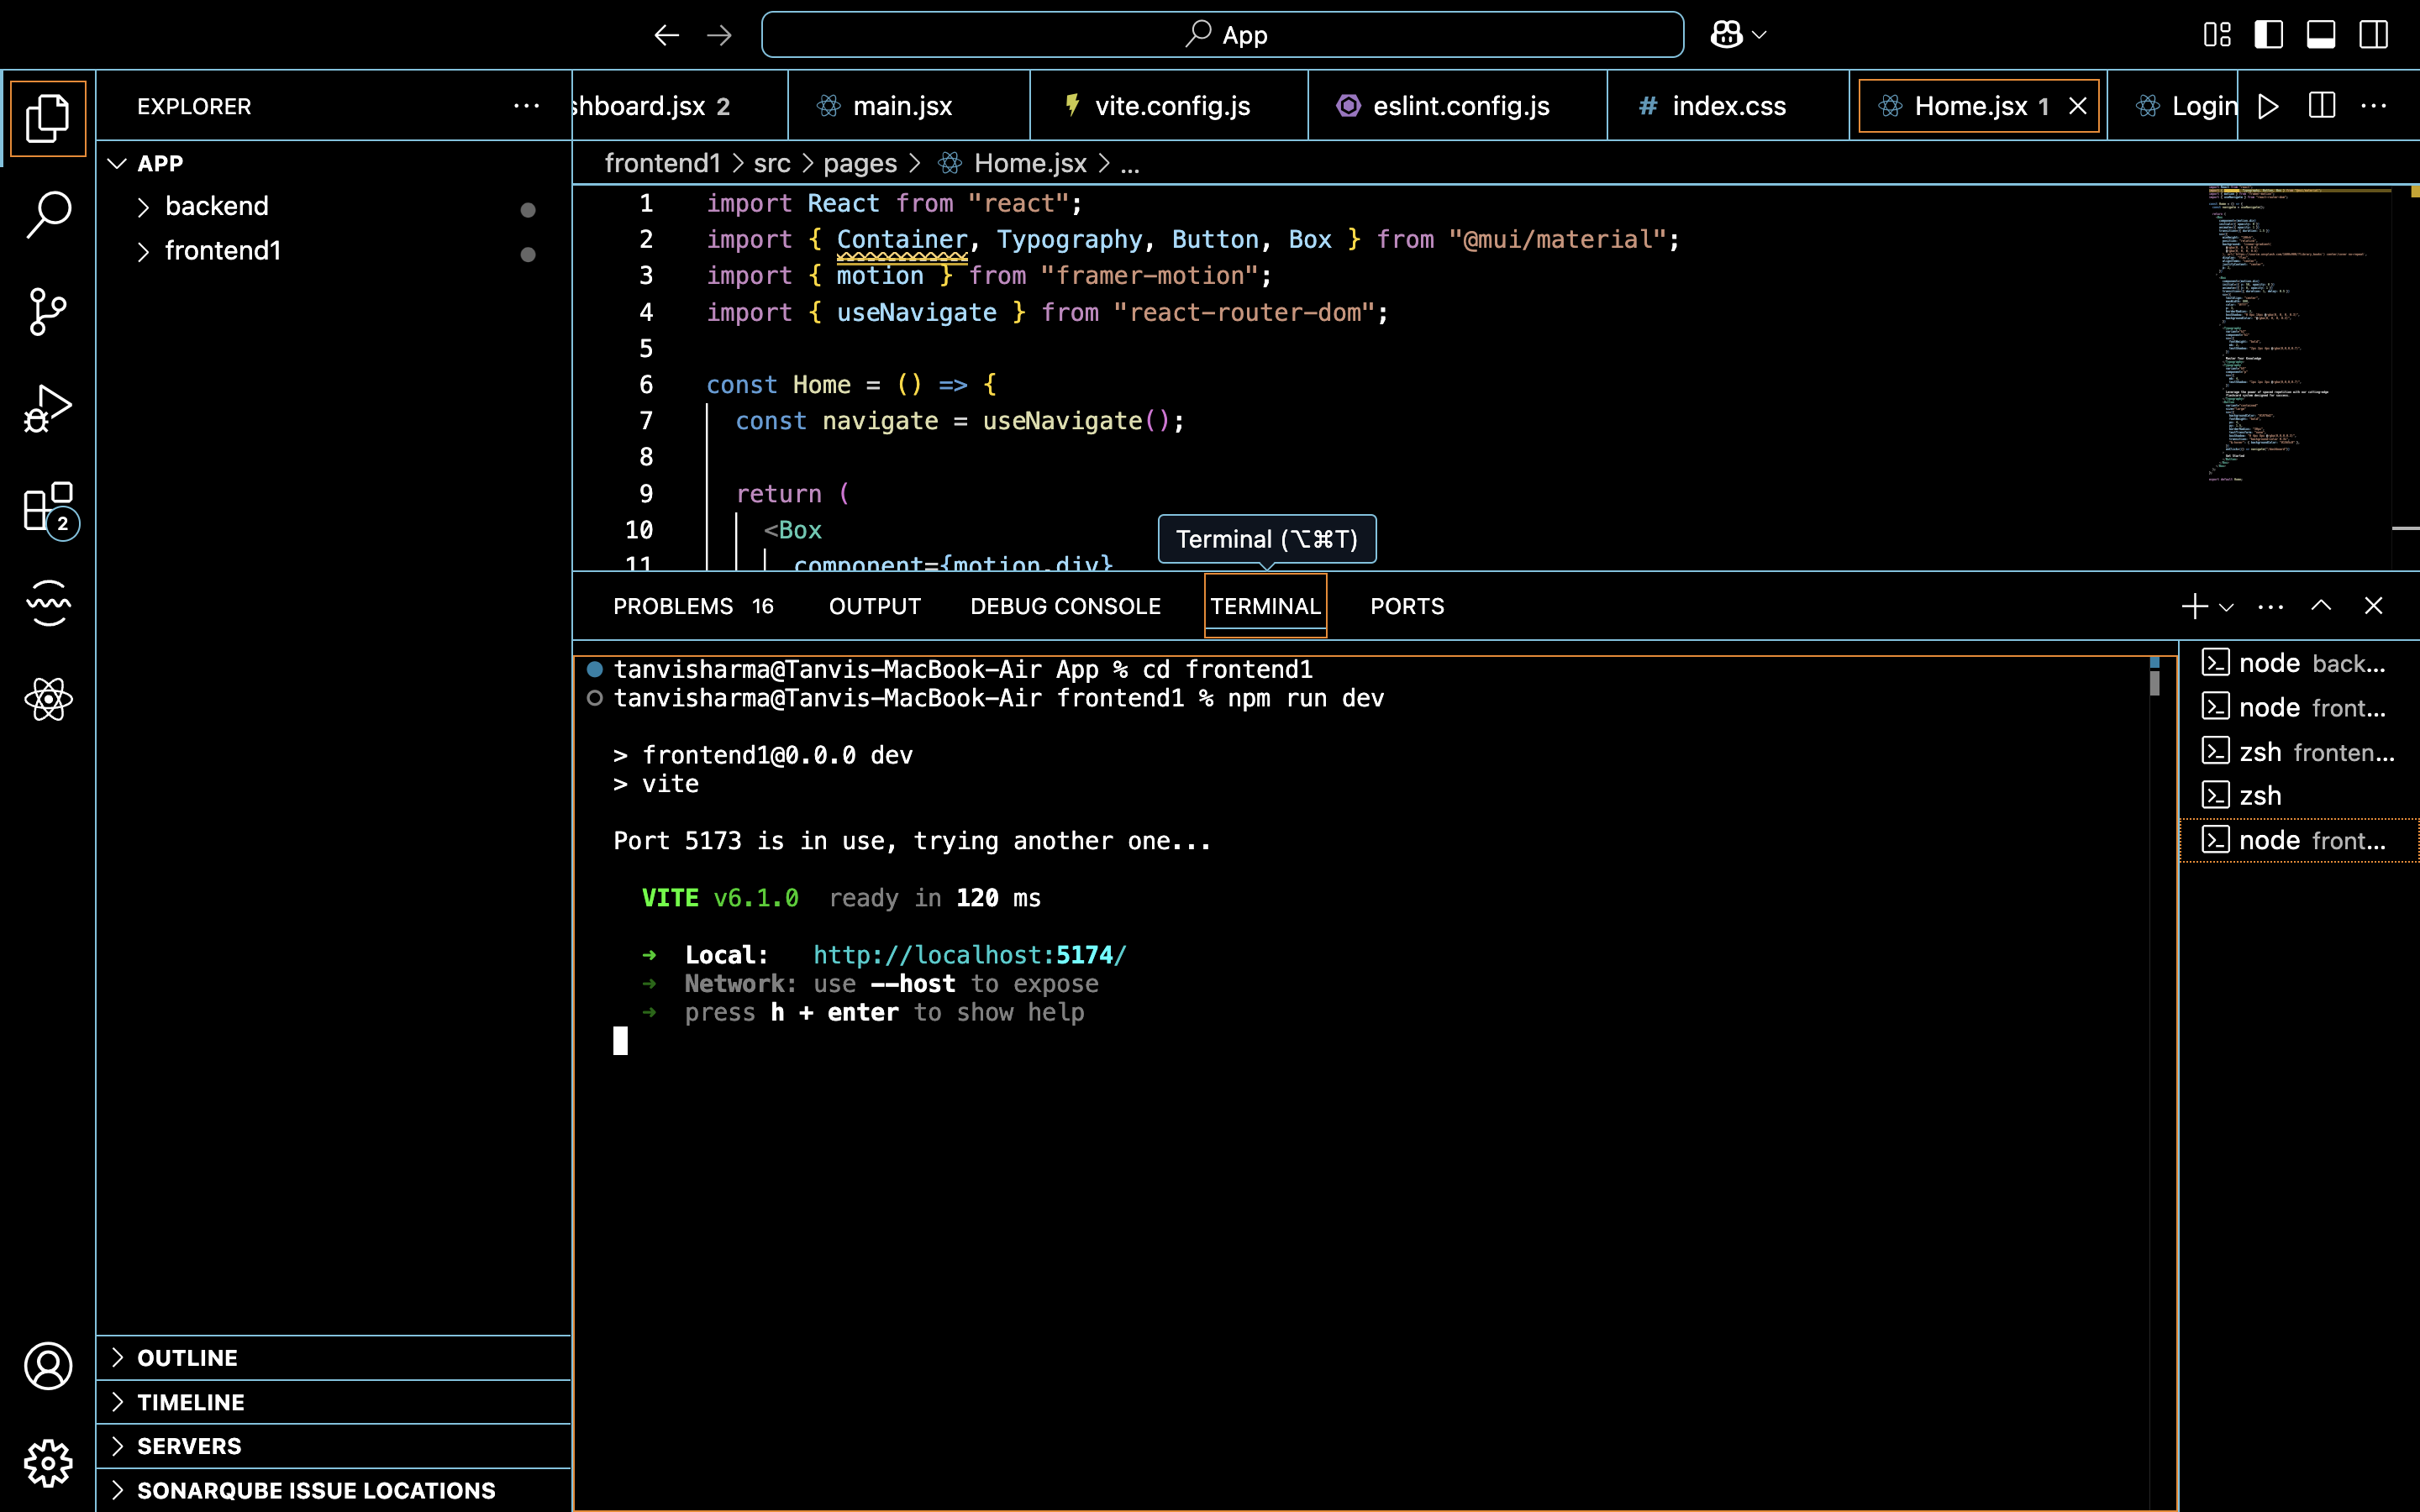 App
EXPLORER
shboard.jsx 2
main.jsx
vite.config.js
eslint.config.js
# index.css
Home.jsx 1
Login
APP
backend
frontend1
2
frontend1 > src > pages > Home.jsx > ...
1 import React from "react";
2 import { Container, Typography, Button, Box } from "@mui/material";
3 import { motion } from "framer-motion";
4 import { useNavigate } from "react-router-dom";
5
6 const Home = () => {
7 const navigate = useNavigate();
8
9 return (
10 <Box
11 component={motion.div}
Terminal (⌥⌘T)
PROBLEMS 16
OUTPUT
DEBUG CONSOLE
TERMINAL
PORTS
tanvisharma@Tanvis-MacBook-Air App % cd frontend1
tanvisharma@Tanvis-MacBook-Air frontend1 % npm run dev
> frontend1@0.0.0 dev
> vite
Port 5173 is in use, trying another one...
VITE v6.1.0 ready in 120 ms
➜ Local: http://localhost:5174/
➜ Network: use --host to expose
➜ press h + enter to show help
node back...
node front...
zsh fronten...
zsh
node front...
OUTLINE
TIMELINE
SERVERS
SONARQUBE ISSUE LOCATIONS